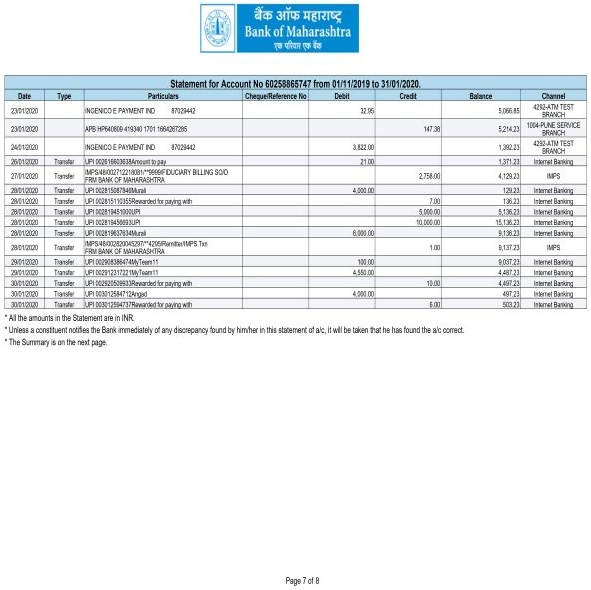 बैंक ऑफ महाराष्ट्र
Bank of Maharashtra
एक परिवार एक बैंक
Statement for Account No 60258865747 from 01/11/2019 to 31/01/2020.
Date Type Particulars Cheque/Reference No Debit Credit Balance Channel
23/01/2020 INGENICO E PAYMENT IND 87029442 32.95 5,066.85 4292-ATM TEST
BRANCH
23/01/2020 APB HP640809 419340 1701 1664267285 147.38 5,214.23 1004-PUNE SERVICE
BRANCH
24/01/2020 INGENICO E PAYMENT IND 87029442 3,822.00 1,392.23 4292-ATM TEST
BRANCH
26/01/2020 Transfer UPI 002616603638Amount to pay 21.00 1,371.23 Internet Banking
27/01/2020 Transfer IMPS/48/002712218081/**9999/FIDUCIARY BILLING SO/D 2,758.00 4,129.23 IMPS
FRM BANK OF MAHARASHTRA
28/01/2020 Transfer UPI 002815087846Murali 4,000.00 129.23 Internet Banking
28/01/2020 Transfer UPI 002815110355Rewarded for paying with 7.00 136.23 Internet Banking
28/01/2020 Transfer UPI 002819451000UPI 5,000.00 5,136.23 Internet Banking
28/01/2020 Transfer UPI 002819456693UPI 10,000.00 15,136.23 Internet Banking
28/01/2020 Transfer UPI 002819637634Murali 6,000.00 9,136.23 Internet Banking
28/01/2020 Transfer IMPS/48/002820045297/**4295/Remitter/IMPS Txn 1.00 9,137.23 IMPS
FRM BANK OF MAHARASHTRA
29/01/2020 Transfer UPI 002908386474MyTeam11 100.00 9,037.23 Internet Banking
29/01/2020 Transfer UPI 002912317221MyTeam11 4,550.00 4,487.23 Internet Banking
30/01/2020 Transfer UPI 002920509933Rewarded for paying with 10.00 4,497.23 Internet Banking
30/01/2020 Transfer UPI 003012584712Angad 4,000.00 497.23 Internet Banking
30/01/2020 Transfer UPI 003012594737Rewarded for paying with 6.00 503.23 Internet Banking
* All the amounts in the Statement are in INR.
* Unless a constituent notifies the Bank immediately of any discrepancy found by him/her in this statement of a/c, it will be taken that he has found the a/c correct.
* The Summary is on the next page.
Page 7 of 8